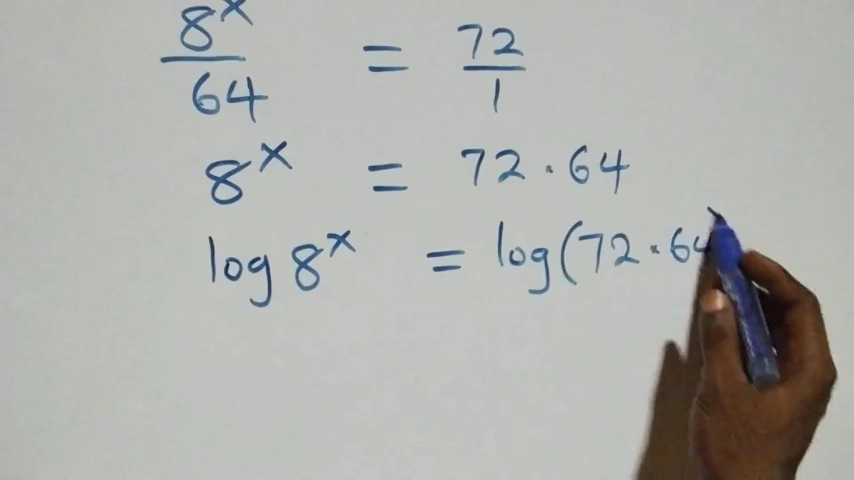 8^x / 64 = 72 / 1
8^x = 72 · 64
log 8^x = log(72 · 64